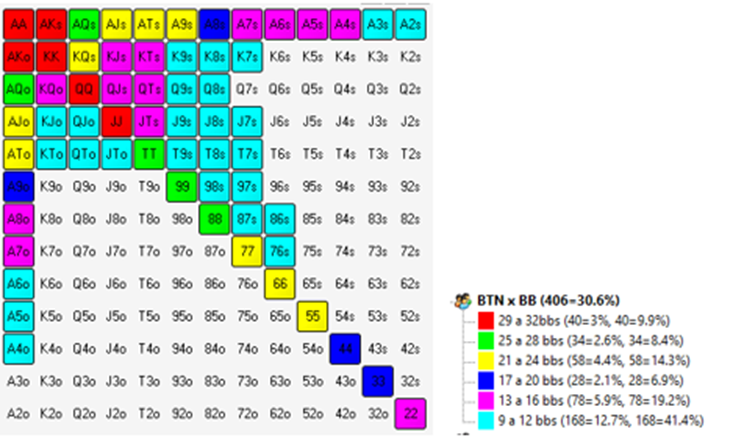 AA AKs AQs AJs ATs A9s A8s A7s A6s A5s A4s A3s A2s
AKo KK KQs KJs KTs K9s K8s K7s K6s K5s K4s K3s K2s
AQo KQo QQ QJs QTs Q9s Q8s Q7s Q6s Q5s Q4s Q3s Q2s
AJo KJo QJo JJ JTs J9s J8s J7s J6s J5s J4s J3s J2s
ATo KTo QTo JTo TT T9s T8s T7s T6s T5s T4s T3s T2s
A9o K9o Q9o J9o T9o 99 98s 97s 96s 95s 94s 93s 92s
A8o K8o Q8o J8o T8o 98o 88 87s 86s 85s 84s 83s 82s
A7o K7o Q7o J7o T7o 97o 87o 77 76s 75s 74s 73s 72s
A6o K6o Q6o J6o T6o 96o 86o 76o 66 65s 64s 63s 62s
A5o K5o Q5o J5o T5o 95o 85o 75o 65o 55 54s 53s 52s
A4o K4o Q4o J4o T4o 94o 84o 74o 64o 54o 44 43s 42s
A3o K3o Q3o J3o T3o 93o 83o 73o 63o 53o 43o 33 32s
A2o K2o Q2o J2o T2o 92o 82o 72o 62o 52o 42o 32o 22
BTN x BB (406=30.6%)
29 a 32bbs (40=3%, 40=9.9%)
25 a 28 bbs (34=2.6%, 34=8.4%)
21 a 24 bbs (58=4.4%, 58=14.3%)
17 a 20 bbs (28=2.1%, 28=6.9%)
13 a 16 bbs (78=5.9%, 78=19.2%)
9 a 12 bbs (168=12.7%, 168=41.4%)